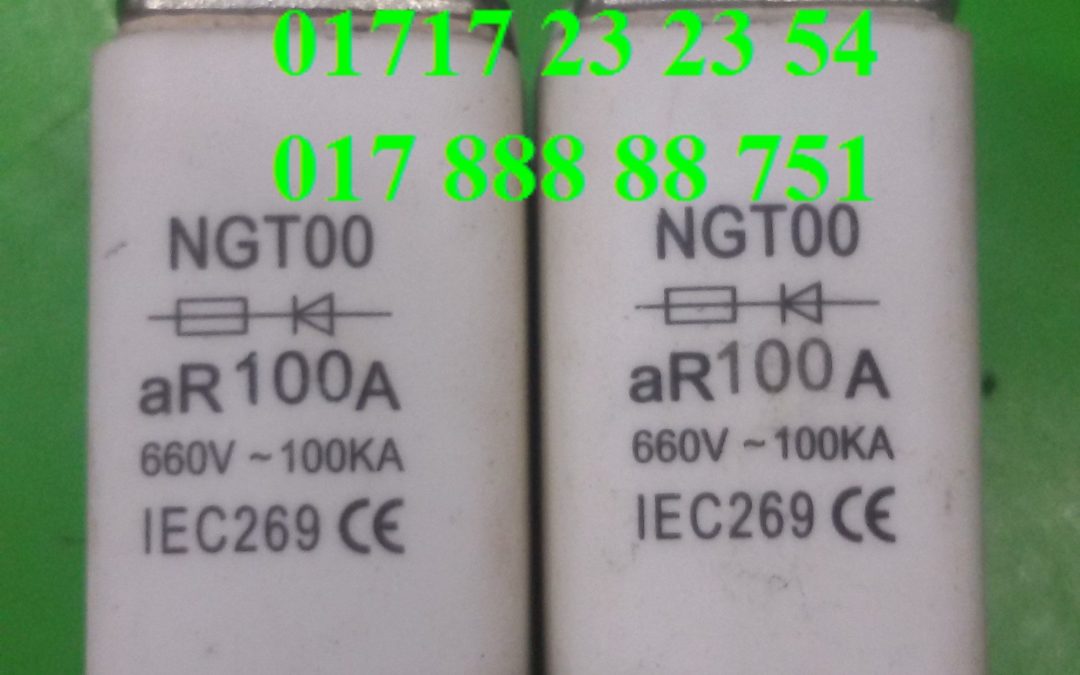 01717 23 23 54
017 888 88 751
NGT00
aR100A
660V ~ 100KA
IEC269 CE
NGT00
aR100A
660V ~ 100KA
IEC269 CE